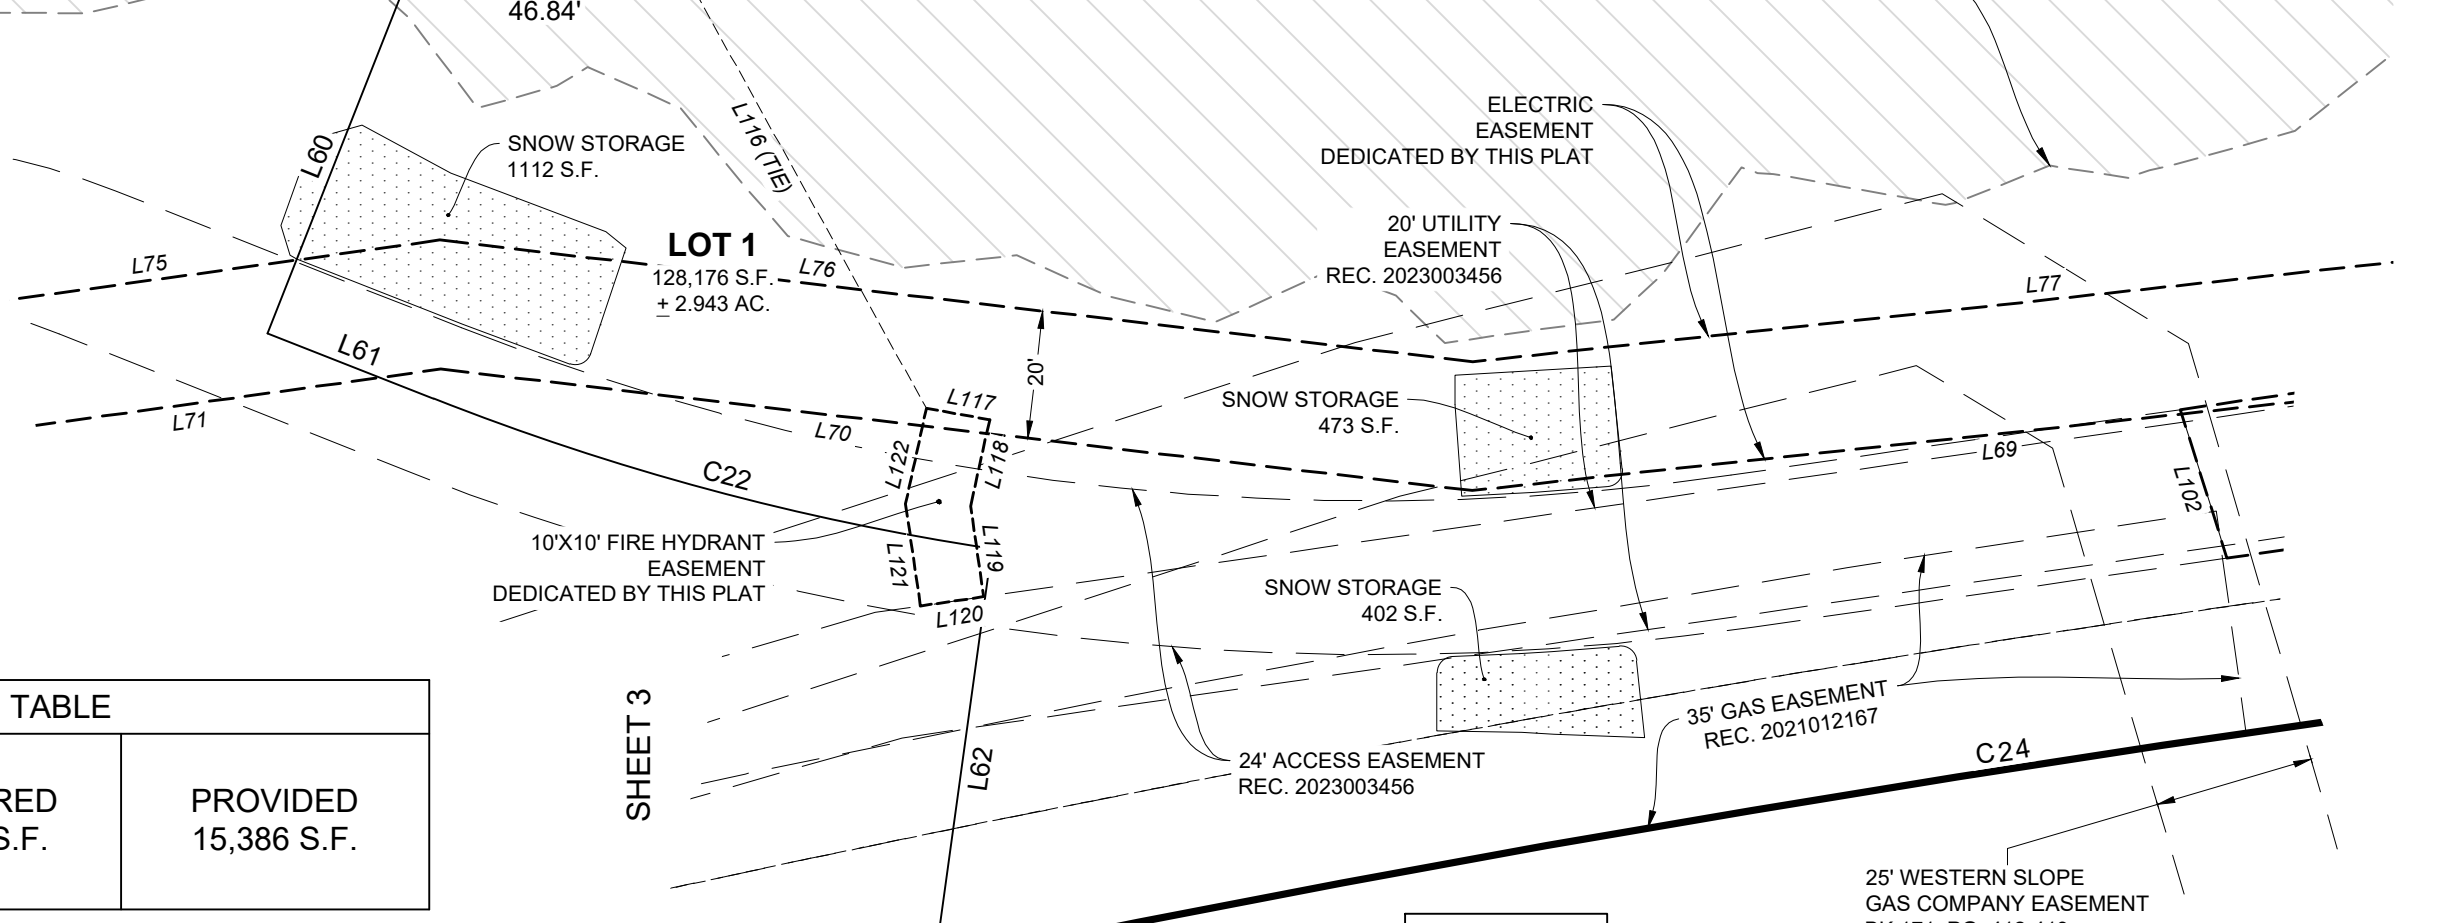 46.84'
L60
SNOW STORAGE
1112 S.F.
L116 (TIE)
ELECTRIC
EASEMENT
DEDICATED BY THIS PLAT
20' UTILITY
EASEMENT
REC. 2023003456
LOT 1
128,176 S.F.
± 2.943 AC.
L75
L76
L77
L61
L71
L70
20'
L117
L118
L122
SNOW STORAGE
473 S.F.
L69
L102
C22
10'X10' FIRE HYDRANT
EASEMENT
DEDICATED BY THIS PLAT
L121
L119
L120
SNOW STORAGE
402 S.F.
35' GAS EASEMENT
REC. 2021012167
24' ACCESS EASEMENT
REC. 2023003456
C24
L62
SHEET 3
TABLE
RED
S.F.
PROVIDED
15,386 S.F.
25' WESTERN SLOPE
GAS COMPANY EASEMENT